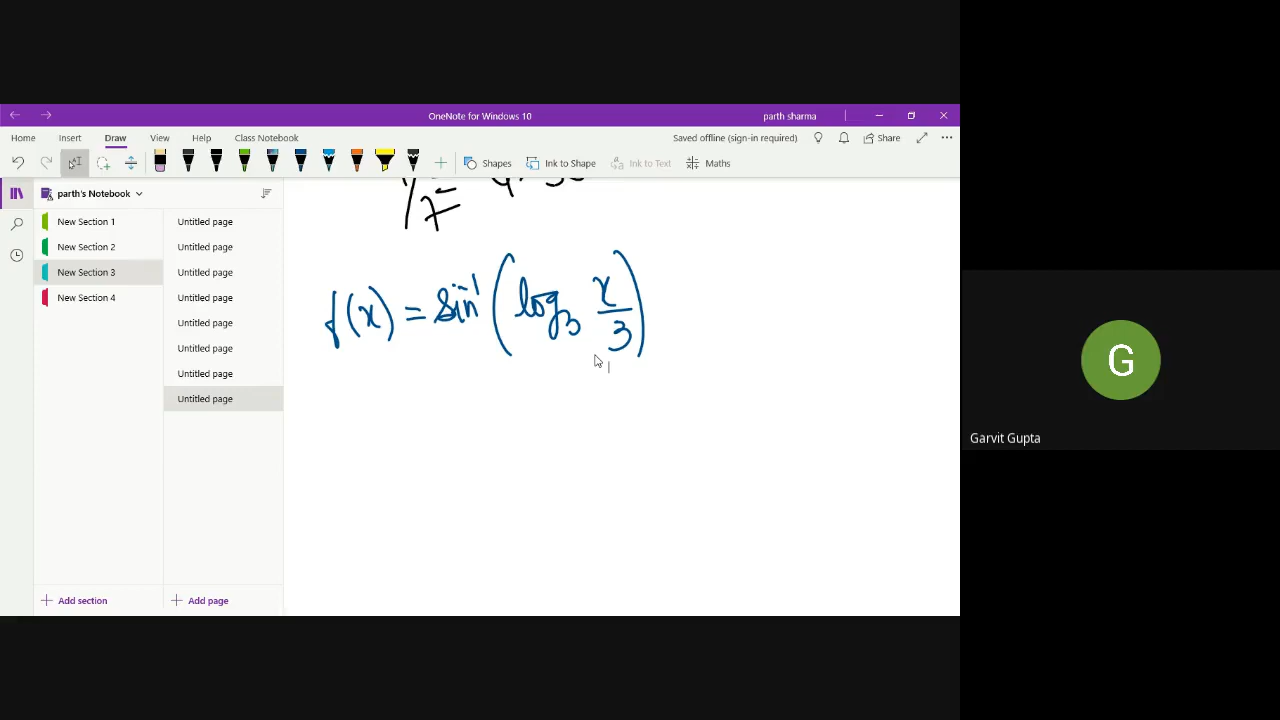 OneNote for Windows 10
parth sharma
Home Insert Draw View Help Class Notebook
Saved offline (sign-in required) Share
Shapes Ink to Shape Ink to Text Maths
parth's Notebook
New Section 1
New Section 2
New Section 3
New Section 4
Untitled page
Untitled page
Untitled page
Untitled page
Untitled page
Untitled page
Untitled page
Untitled page
f(x) = sin⁻¹ (log₃ x/3)
Add section
Add page
G
Garvit Gupta